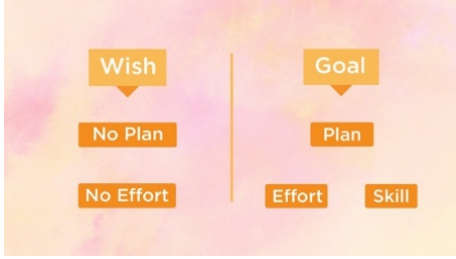 Wish
No Plan
No Effort
Goal
Plan
Effort Skill